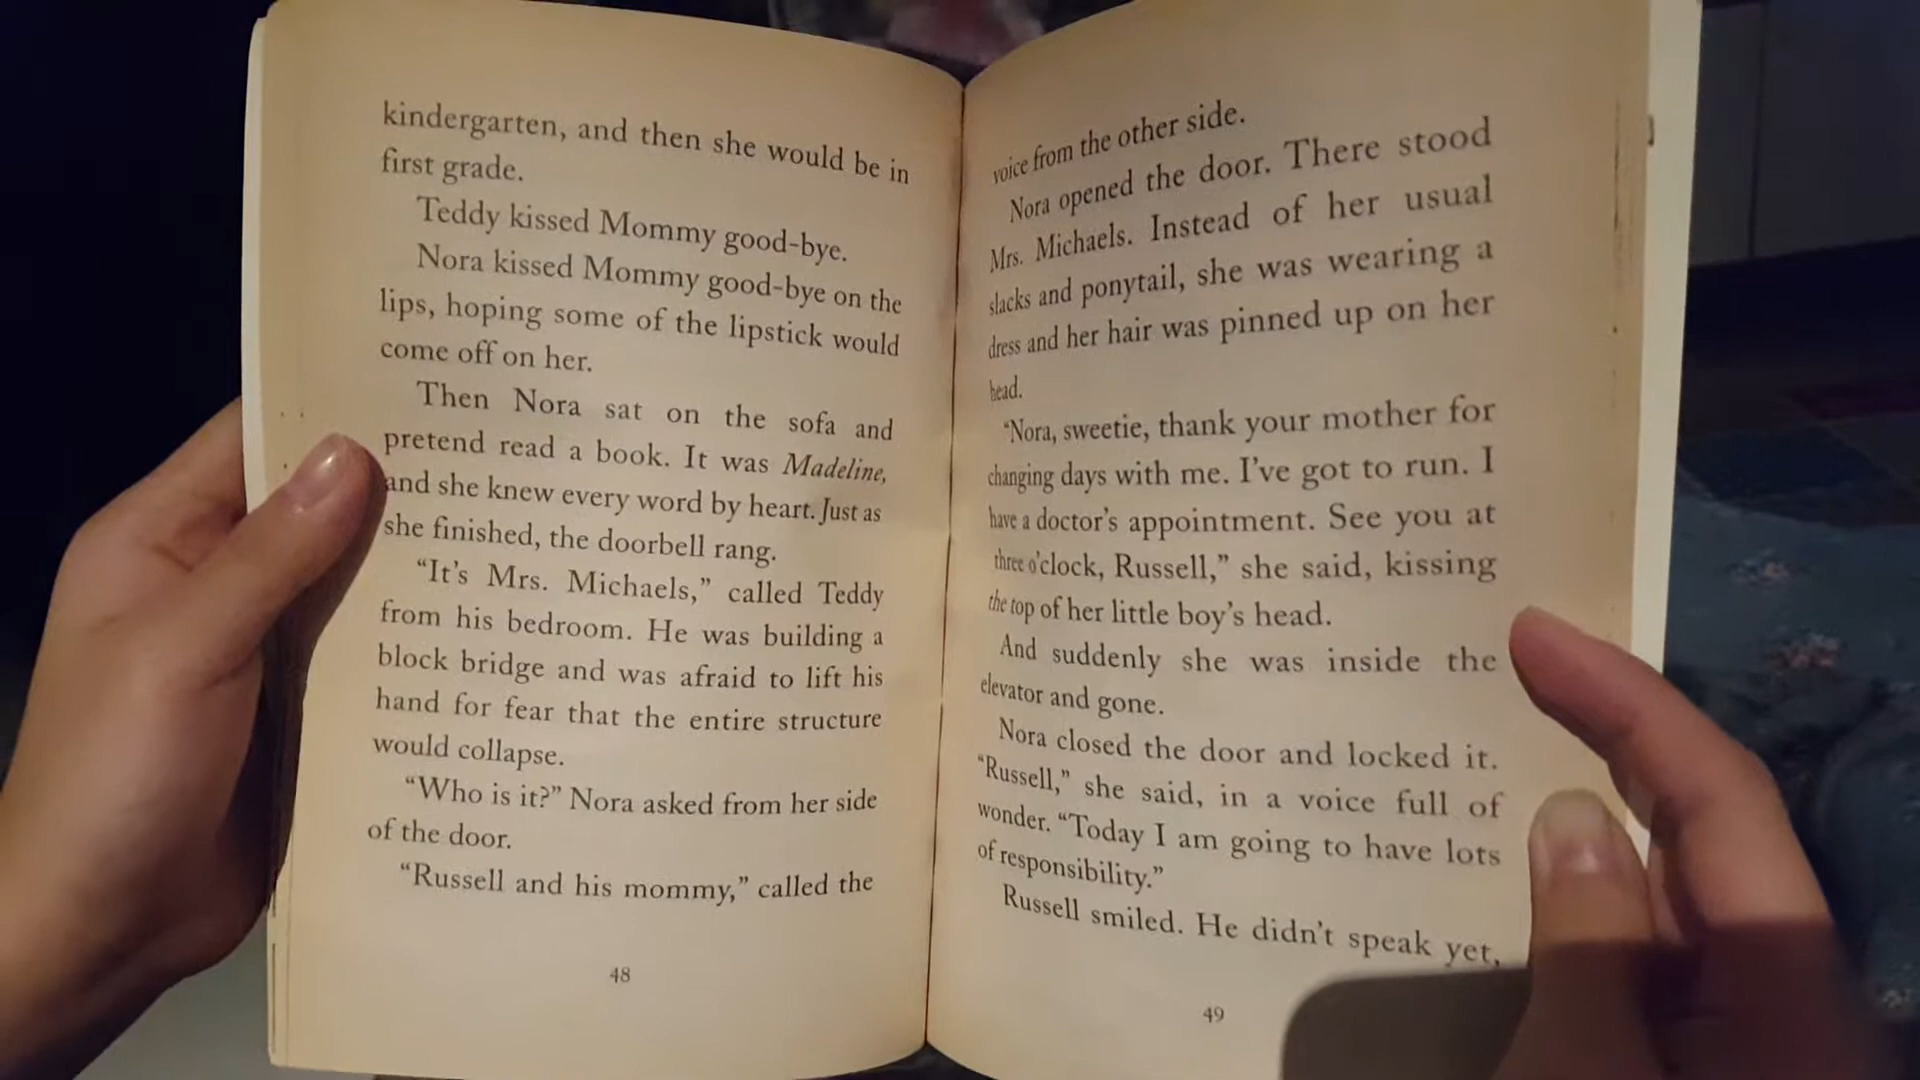 kindergarten, and then she would be in
first grade.
Teddy kissed Mommy good-bye.
Nora kissed Mommy good-bye on the
lips, hoping some of the lipstick would
come off on her.
Then Nora sat on the sofa and
pretend read a book. It was Madeline,
and she knew every word by heart. Just as
she finished, the doorbell rang.
“It’s Mrs. Michaels,” called Teddy
from his bedroom. He was building a
block bridge and was afraid to lift his
hand for fear that the entire structure
would collapse.
“Who is it?” Nora asked from her side
of the door.
“Russell and his mommy,” called the
48
voice from the other side.
Nora opened the door. There stood
Mrs. Michaels. Instead of her usual
slacks and ponytail, she was wearing a
dress and her hair was pinned up on her
head.
“Nora, sweetie, thank your mother for
changing days with me. I’ve got to run. I
have a doctor’s appointment. See you at
three o’clock, Russell,” she said, kissing
the top of her little boy’s head.
And suddenly she was inside the
elevator and gone.
Nora closed the door and locked it.
“Russell,” she said, in a voice full of
wonder. “Today I am going to have lots
of responsibility.”
Russell smiled. He didn’t speak yet,
49